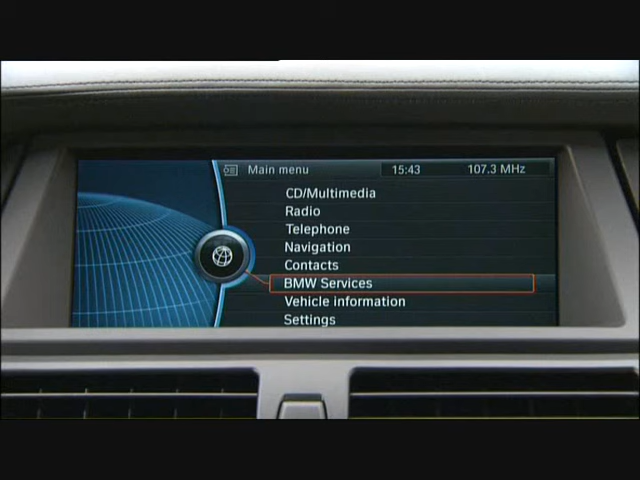 Main menu 15:43 107.3 MHz
CD/Multimedia
Radio
Telephone
Navigation
Contacts
BMW Services
Vehicle information
Settings